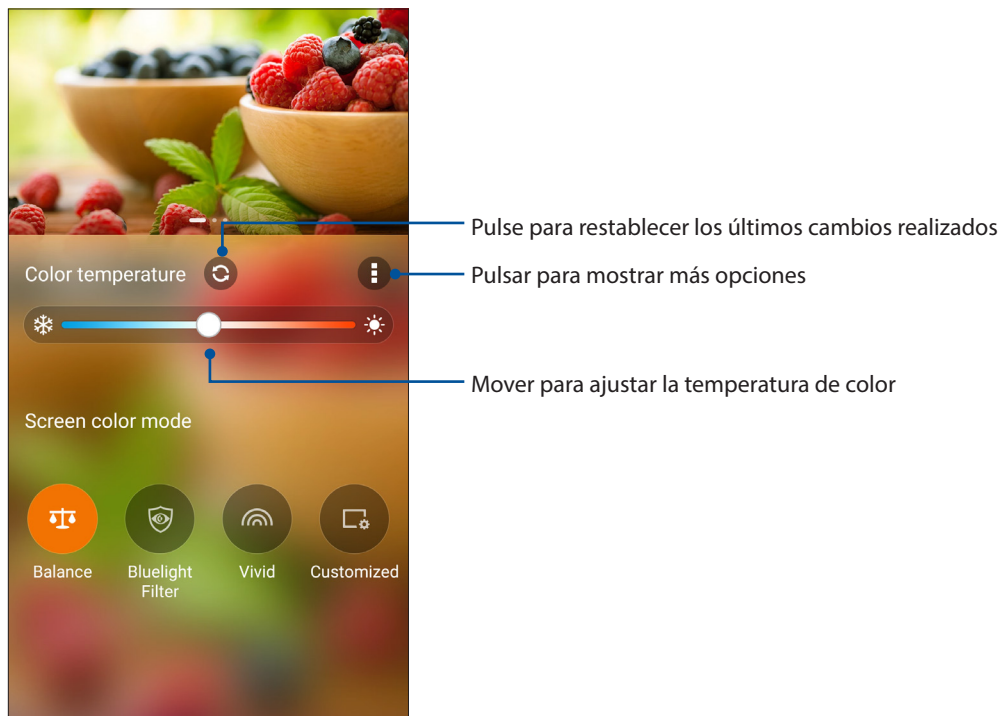 Pulse para restablecer los últimos cambios realizados
Color temperature
Pulsar para mostrar más opciones
Mover para ajustar la temperatura de color
Screen color mode
Balance
Bluelight
Filter
Vivid
Customized